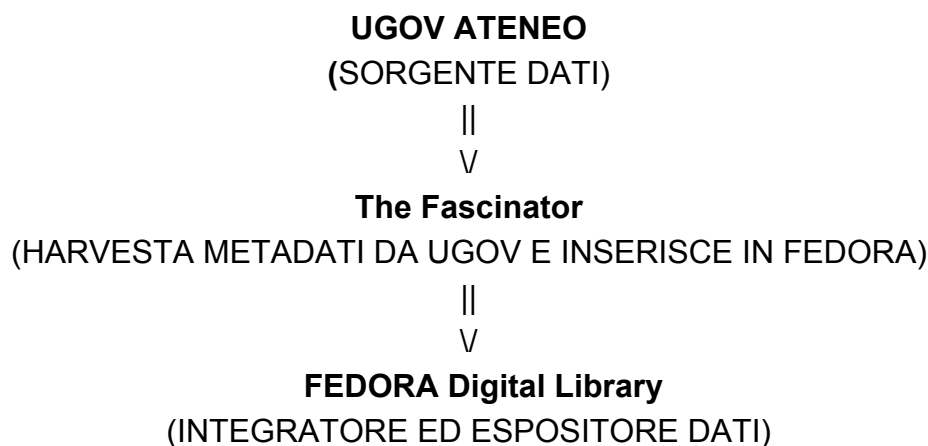 UGOV ATENEO
(SORGENTE DATI)
||
\/
The Fascinator
(HARVESTA METADATI DA UGOV E INSERISCE IN FEDORA)
||
\/
FEDORA Digital Library
(INTEGRATORE ED ESPOSITORE DATI)